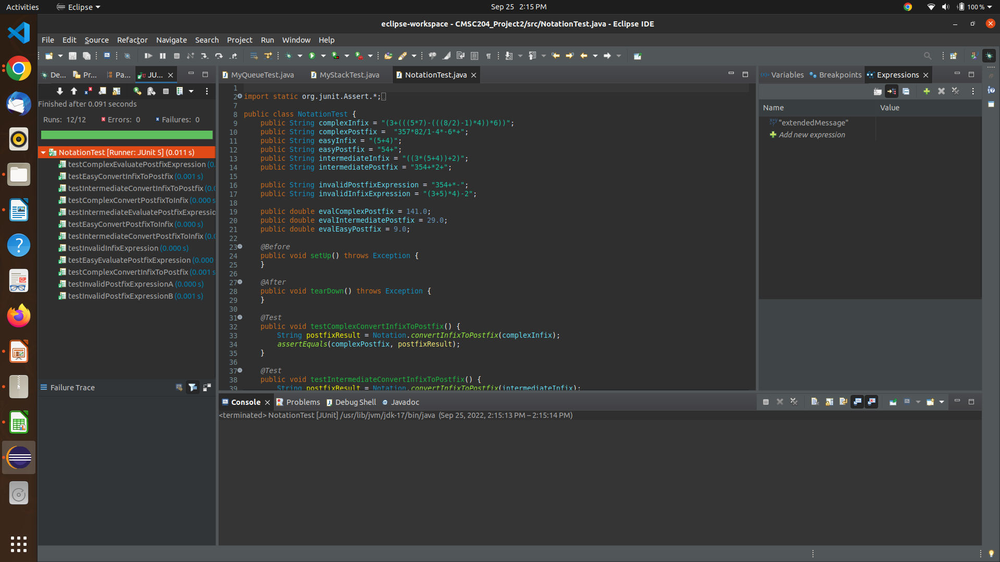 Activities Eclipse Sep 25 2:15 PM 100 %
eclipse-workspace - CMSC204_Project2/src/NotationTest.java - Eclipse IDE
File Edit Source Refactor Navigate Search Project Run Window Help
De... Pr... Pa... JU...
Finished after 0.091 seconds
Runs: 12/12 Errors: 0 Failures: 0
NotationTest [Runner: JUnit 5] (0.011 s)
testComplexEvaluatePostfixExpression (0.
testEasyConvertInfixToPostfix (0.001 s)
testIntermediateConvertInfixToPostfix (0.0
testComplexConvertPostfixToInfix (0.000 s
testIntermediateEvaluatePostfixExpressio
testEasyConvertPostfixToInfix (0.000 s)
testIntermediateConvertPostfixToInfix (0.0
testInvalidInfixExpression (0.000 s)
testEasyEvaluatePostfixExpression (0.000
testComplexConvertInfixToPostfix (0.001 s
testInvalidPostfixExpressionA (0.000 s)
testInvalidPostfixExpressionB (0.001 s)
Failure Trace
MyQueueTest.java MyStackTest.java NotationTest.java
1
2 import static org.junit.Assert.*;
7
8 public class NotationTest {
9 public String complexInfix = "(3+(((5*7)-(((8/2)-1)*4))*6))";
10 public String complexPostfix = "357*82/1-4*-6*+";
11 public String easyInfix = "(5+4)";
12 public String easyPostfix = "54+";
13 public String intermediateInfix = "((3*(5+4))+2)";
14 public String intermediatePostfix = "354+*2+";
15
16 public String invalidPostfixExpression = "354+*-";
17 public String invalidInfixExpression = "(3+5)*4)-2";
18
19 public double evalComplexPostfix = 141.0;
20 public double evalIntermediatePostfix = 29.0;
21 public double evalEasyPostfix = 9.0;
22
23 @Before
24 public void setUp() throws Exception {
25 }
26
27 @After
28 public void tearDown() throws Exception {
29 }
30
31 @Test
32 public void testComplexConvertInfixToPostfix() {
33 String postfixResult = Notation.convertInfixToPostfix(complexInfix);
34 assertEquals(complexPostfix, postfixResult);
35 }
36
37 @Test
38 public void testIntermediateConvertInfixToPostfix() {
39 String postfixResult = Notation.convertInfixToPostfix(intermediateInfix);
Variables Breakpoints Expressions
Name Value
"extendedMessage"
Add new expression
Console Problems Debug Shell Javadoc
<terminated> NotationTest [JUnit] /usr/lib/jvm/jdk-17/bin/java (Sep 25, 2022, 2:15:13 PM – 2:15:14 PM)